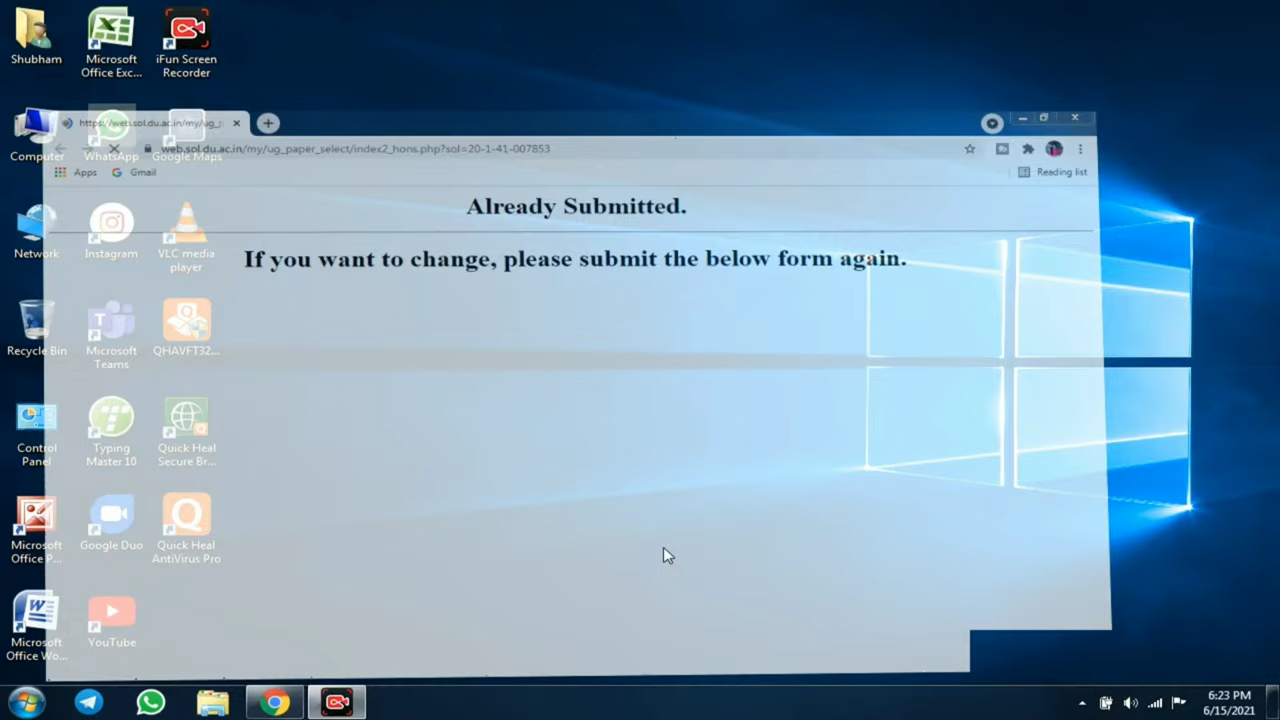 Shubham
Microsoft
Office Exc...
iFun Screen
Recorder
https://web.sol.du.ac.in/my/ug_p
Computer
WhatsApp
Google Maps
web.sol.du.ac.in/my/ug_paper_select/index2_hons.php?sol=20-1-41-007853
Apps
Gmail
Reading list
Already Submitted.
If you want to change, please submit the below form again.
Network
Instagram
VLC media
player
Recycle Bin
Microsoft
Teams
QHAVFT32...
Control
Panel
Typing
Master 10
Quick Heal
Secure Br...
Microsoft
Office P...
Google Duo
Quick Heal
AntiVirus Pro
Microsoft
Office Wo...
YouTube
6:23 PM
6/15/2021